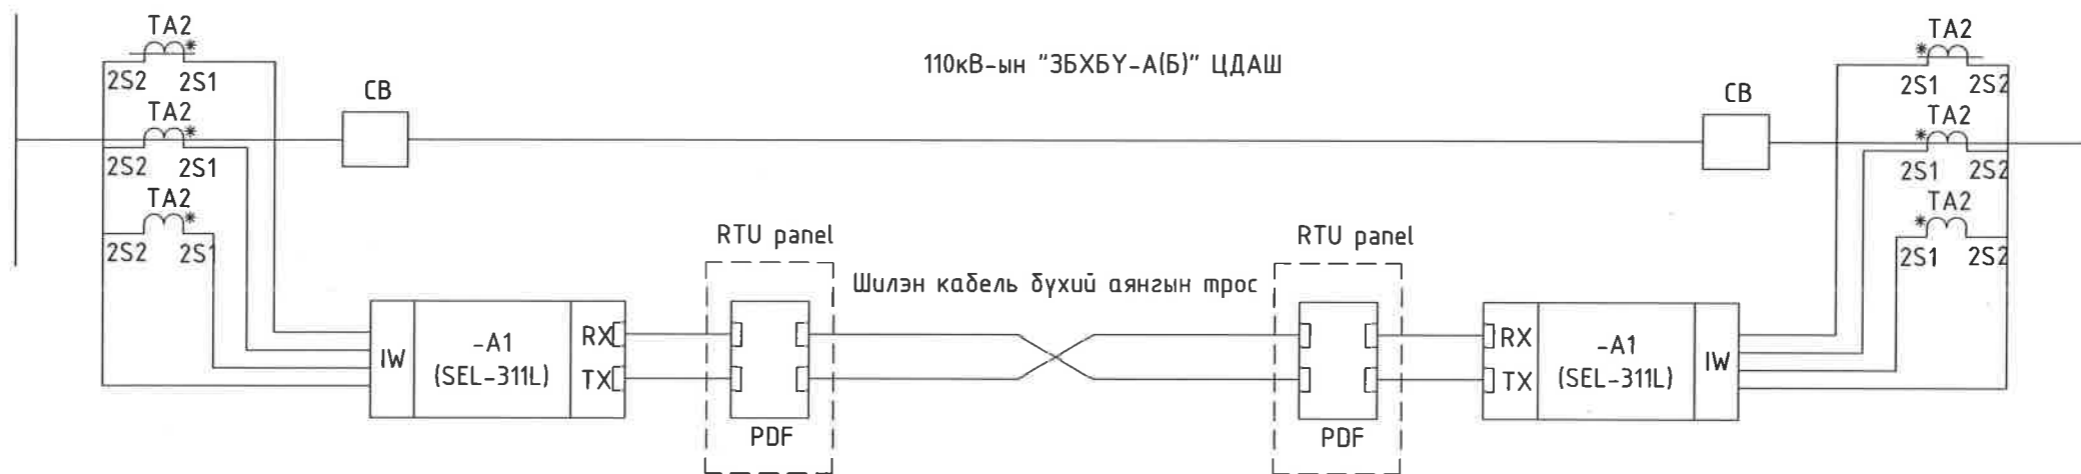 TA2
*
2S2 2S1
TA2
*
2S2 2S1
TA2
*
2S2 2S1
CB
110кВ-ын "ЗБХБҮ-А(Б)" ЦДАШ
CB
TA2
*
2S1 2S2
TA2
*
2S1 2S2
TA2
*
2S1 2S2
RTU panel
RTU panel
Шилэн кабель бүхий аянгын трос
IW
-A1
(SEL-311L)
RX
TX
PDF
PDF
RX
TX
-A1
(SEL-311L)
IW